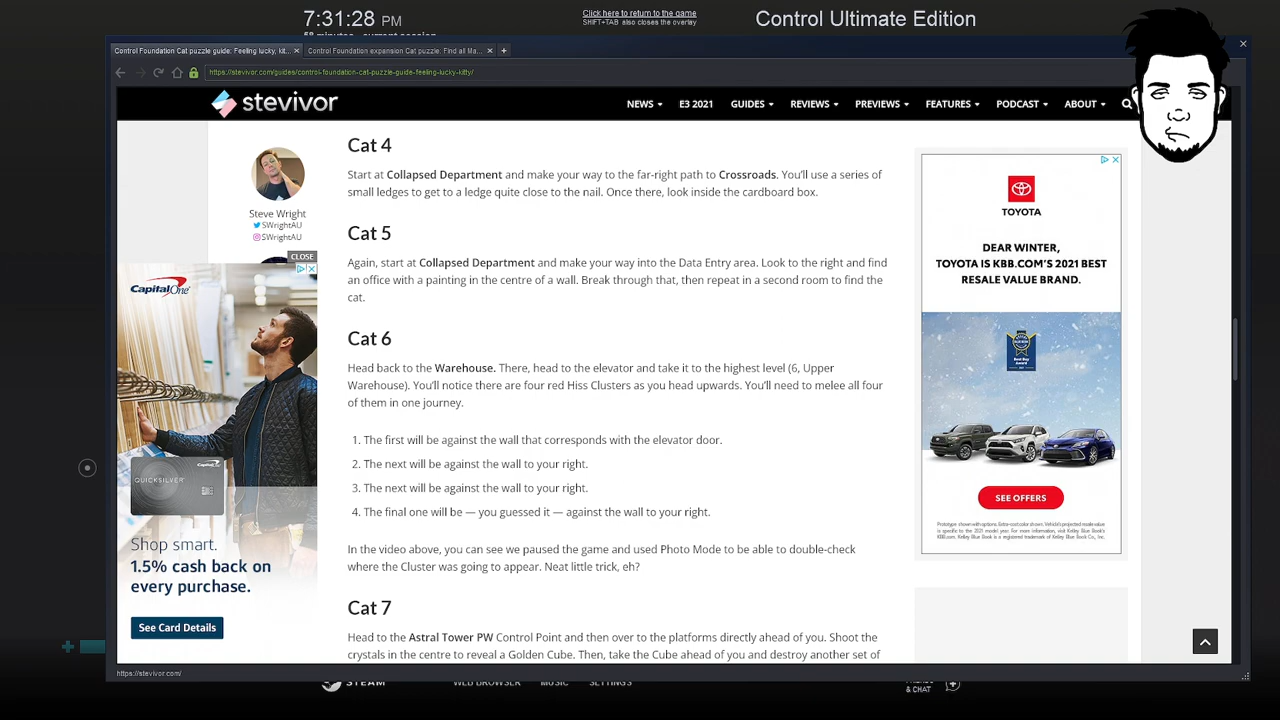 7:31:28 PM
58 minutes - current session
Click here to return to the game
SHIFT+TAB also closes the overlay
Control Ultimate Edition
Control Foundation Cat puzzle guide: Feeling lucky, kit...
Control Foundation expansion Cat puzzle: Find all Ma...
https://stevivor.com/guides/control-foundation-cat-puzzle-guide-feeling-lucky-kitty/
stevivor
NEWS
E3 2021
GUIDES
REVIEWS
PREVIEWS
FEATURES
PODCAST
ABOUT
Steve Wright
SWrightAU
SWrightAU
CLOSE
Capital One
QUICKSILVER
Shop smart.
1.5% cash back on
every purchase.
See Card Details
Cat 4
Start at Collapsed Department and make your way to the far-right path to Crossroads. You'll use a series of
small ledges to get to a ledge quite close to the nail. Once there, look inside the cardboard box.
Cat 5
Again, start at Collapsed Department and make your way into the Data Entry area. Look to the right and find
an office with a painting in the centre of a wall. Break through that, then repeat in a second room to find the
cat.
Cat 6
Head back to the Warehouse. There, head to the elevator and take it to the highest level (6, Upper
Warehouse). You'll notice there are four red Hiss Clusters as you head upwards. You'll need to melee all four
of them in one journey.
1. The first will be against the wall that corresponds with the elevator door.
2. The next will be against the wall to your right.
3. The next will be against the wall to your right.
4. The final one will be — you guessed it — against the wall to your right.
In the video above, you can see we paused the game and used Photo Mode to be able to double-check
where the Cluster was going to appear. Neat little trick, eh?
Cat 7
Head to the Astral Tower PW Control Point and then over to the platforms directly ahead of you. Shoot the
crystals in the centre to reveal a Golden Cube. Then, take the Cube ahead of you and destroy another set of
TOYOTA
DEAR WINTER,
TOYOTA IS KBB.COM'S 2021 BEST
RESALE VALUE BRAND.
SEE OFFERS
https://stevivor.com/
STEAM
WEB BROWSER
MUSIC
SETTINGS
FRIENDS
& CHAT